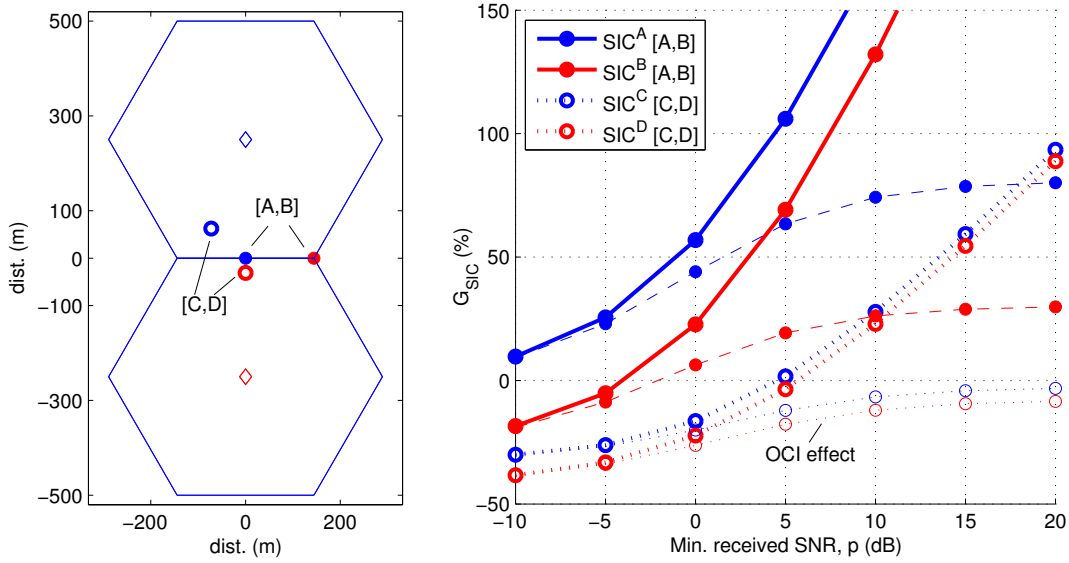 500
300
100
0
−100
−300
−500
−200
0
200
dist. (m)
dist. (m)
[A,B]
[C,D]
150%
100%
50%
0
−50%
−10
−5
0
5
10
15
20
G_SIC (%)
Min. received SNR, p (dB)
SIC^A [A,B]
SIC^B [A,B]
SIC^C [C,D]
SIC^D [C,D]
OCI effect